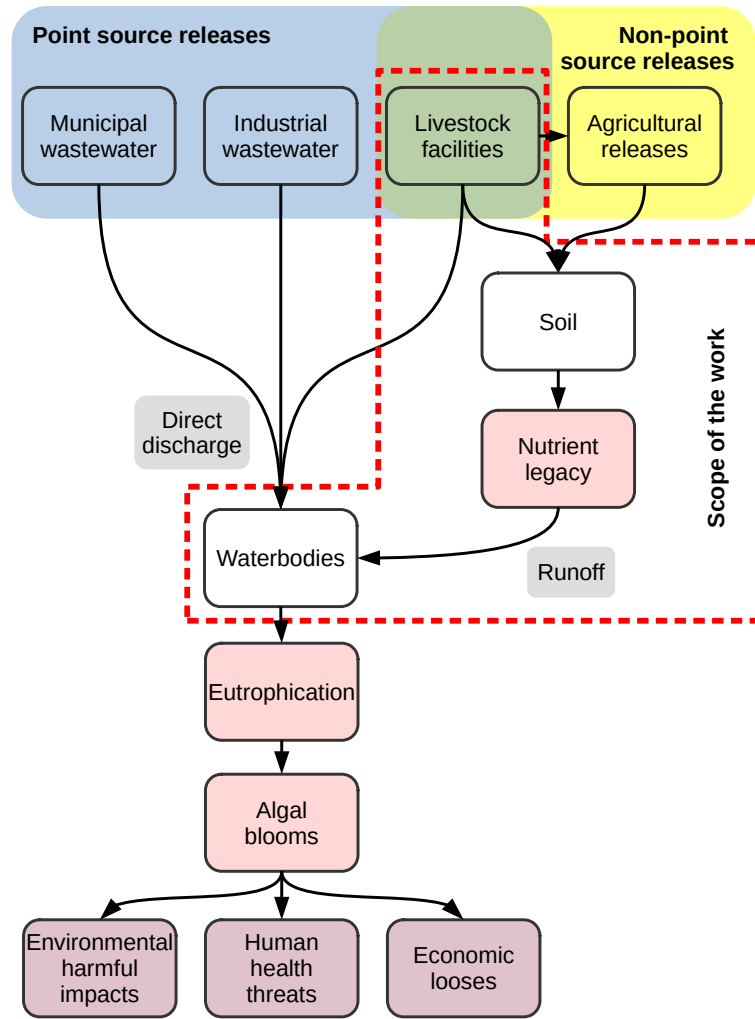 Point source releases
Non-point
source releases
Municipal
wastewater
Industrial
wastewater
Livestock
facilities
Agricultural
releases
Soil
Direct
discharge
Nutrient
legacy
Scope of the work
Waterbodies
Runoff
Eutrophication
Algal
blooms
Environmental
harmful
impacts
Human
health
threats
Economic
looses